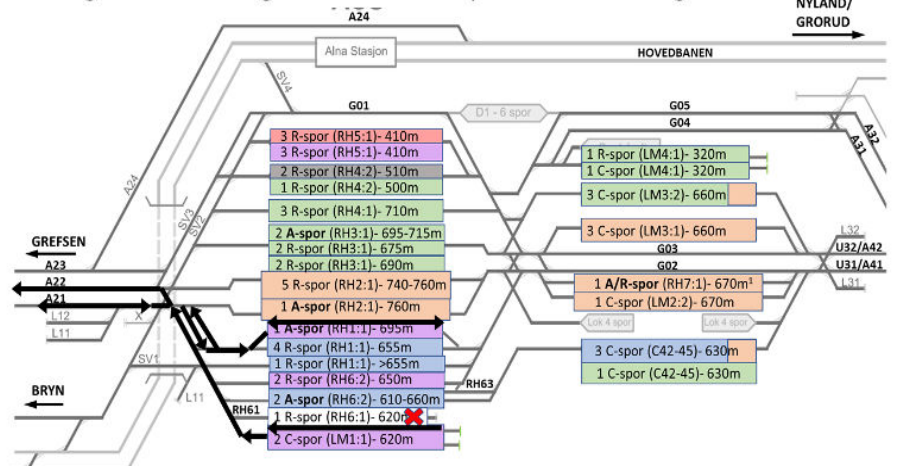 A24
NYLAND/
GRORUD
Alna Stasjon
HOVEDBANEN
SV4
G01
D1 - 6 spor
G05
G04
A32
A31
3 R-spor (RH5:1)- 410m
3 R-spor (RH5:1)- 410m
2 R-spor (RH4:2)- 510m
1 R-spor (RH4:2)- 500m
3 R-spor (RH4:1)- 710m
2 A-spor (RH3:1)- 695-715m
2 R-spor (RH3:1)- 675m
2 R-spor (RH3:1)- 690m
5 R-spor (RH2:1)- 740-760m
1 A-spor (RH2:1)- 760m
1 A-spor (RH1:1)- 695m
4 R-spor (RH1:1)- 655m
1 R-spor (RH1:1)- >655m
2 R-spor (RH6:2)- 650m
2 A-spor (RH6:2)- 610-660m
1 R-spor (RH6:1)- 620m
2 C-spor (LM1:1)- 620m
1 R-spor (LM4:1)- 320m
1 C-spor (LM4:1)- 320m
3 C-spor (LM3:2)- 660m
3 C-spor (LM3:1)- 660m
G03
G02
1 A/R-spor (RH7:1)- 670m¹
1 C-spor (LM2:2)- 670m
Lok 4 spor
Lok 4 spor
3 C-spor (C42-45)- 630m
1 C-spor (C42-45)- 630m
L32
U32/A42
U31/A41
L31
A24
SV3
SV2
GREFSEN
A23
A22
A21
L12
L11
X
SV1
L11
BRYN
RH61
RH63